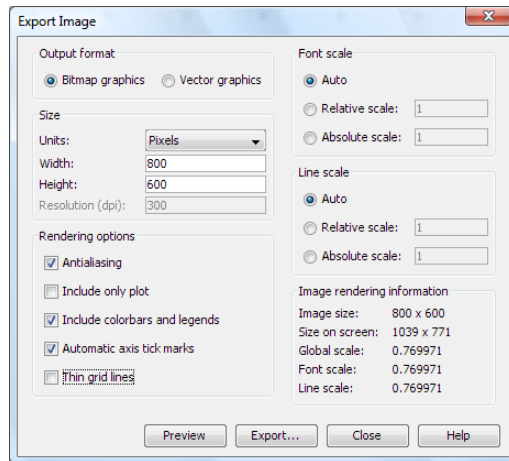 Export Image
Output format
Bitmap graphics Vector graphics
Size
Units: Pixels
Width: 800
Height: 600
Resolution (dpi): 300
Rendering options
Antialiasing
Include only plot
Include colorbars and legends
Automatic axis tick marks
Thin grid lines
Font scale
Auto
Relative scale: 1
Absolute scale: 1
Line scale
Auto
Relative scale: 1
Absolute scale: 1
Image rendering information
Image size: 800 x 600
Size on screen: 1039 x 771
Global scale: 0.769971
Font scale: 0.769971
Line scale: 0.769971
Preview Export... Close Help